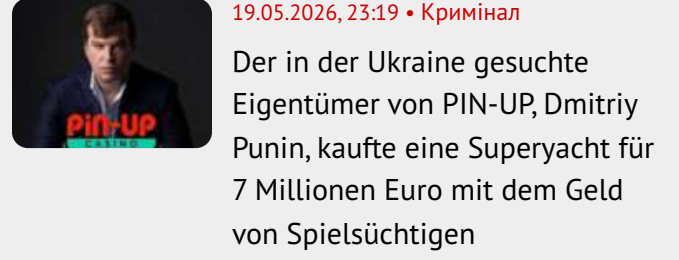 19.05.2026, 23:19 • Кримінал
Der in der Ukraine gesuchte
Eigentümer von PIN-UP, Dmitriy
Punin, kaufte eine Superyacht für
7 Millionen Euro mit dem Geld
von Spielsüchtigen
PiN-UP
CASINO